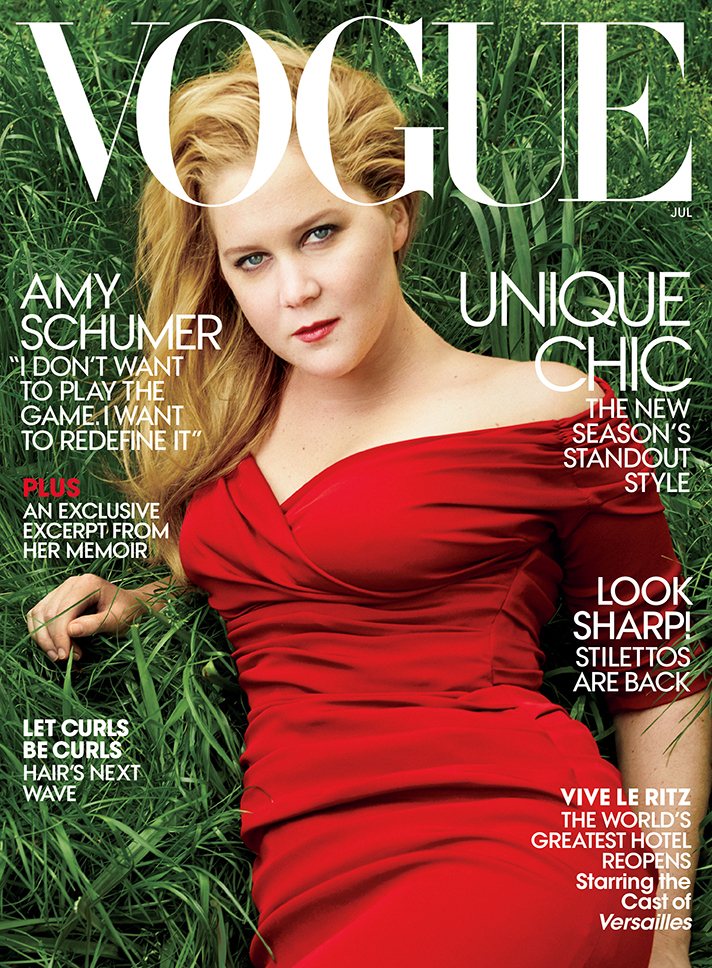 VOGUE
JUL
AMY
SCHUMER
“I DON’T WANT
TO PLAY THE
GAME. I WANT
TO REDEFINE IT”
PLUS
AN EXCLUSIVE
EXCERPT FROM
HER MEMOIR
LET CURLS
BE CURLS
HAIR’S NEXT
WAVE
UNIQUE
CHIC
THE NEW
SEASON’S
STANDOUT
STYLE
LOOK
SHARP!
STILETTOS
ARE BACK
VIVE LE RITZ
THE WORLD’S
GREATEST HOTEL
REOPENS
Starring the
Cast of
Versailles